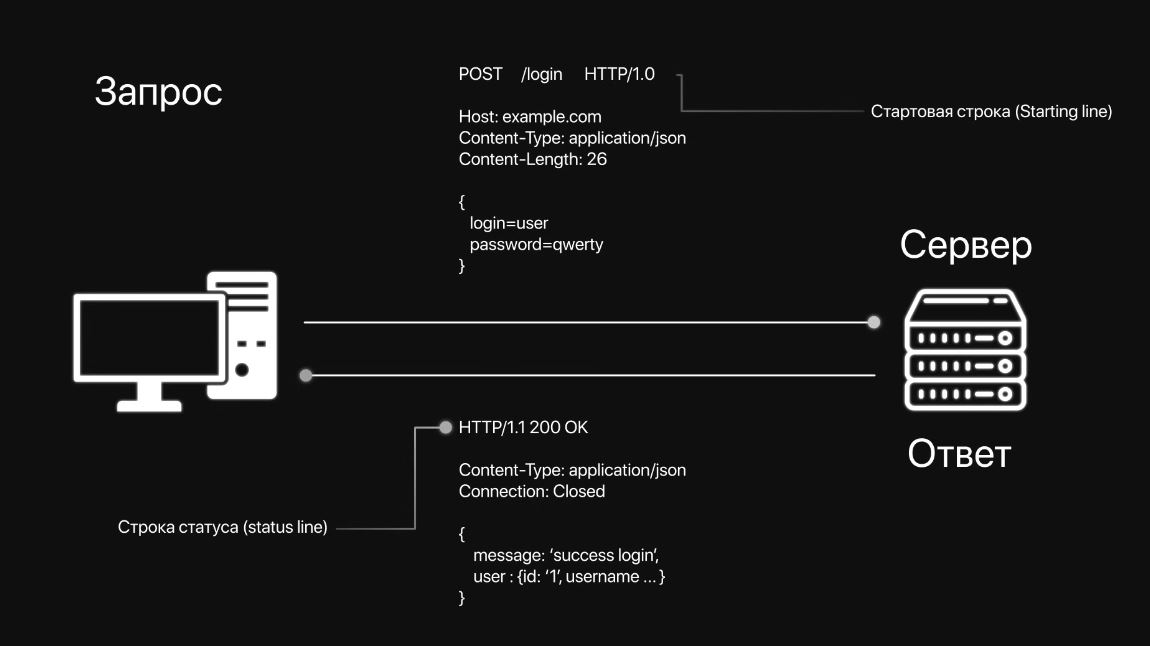 Запрос
POST /login HTTP/1.0
Стартовая строка (Starting line)
Host: example.com
Content-Type: application/json
Content-Length: 26
{
login=user
password=qwerty
}
Сервер
Ответ
HTTP/1.1 200 OK
Строка статуса (status line)
Content-Type: application/json
Connection: Closed
{
message: ‘success login’,
user : {id: ‘1’, username ... }
}